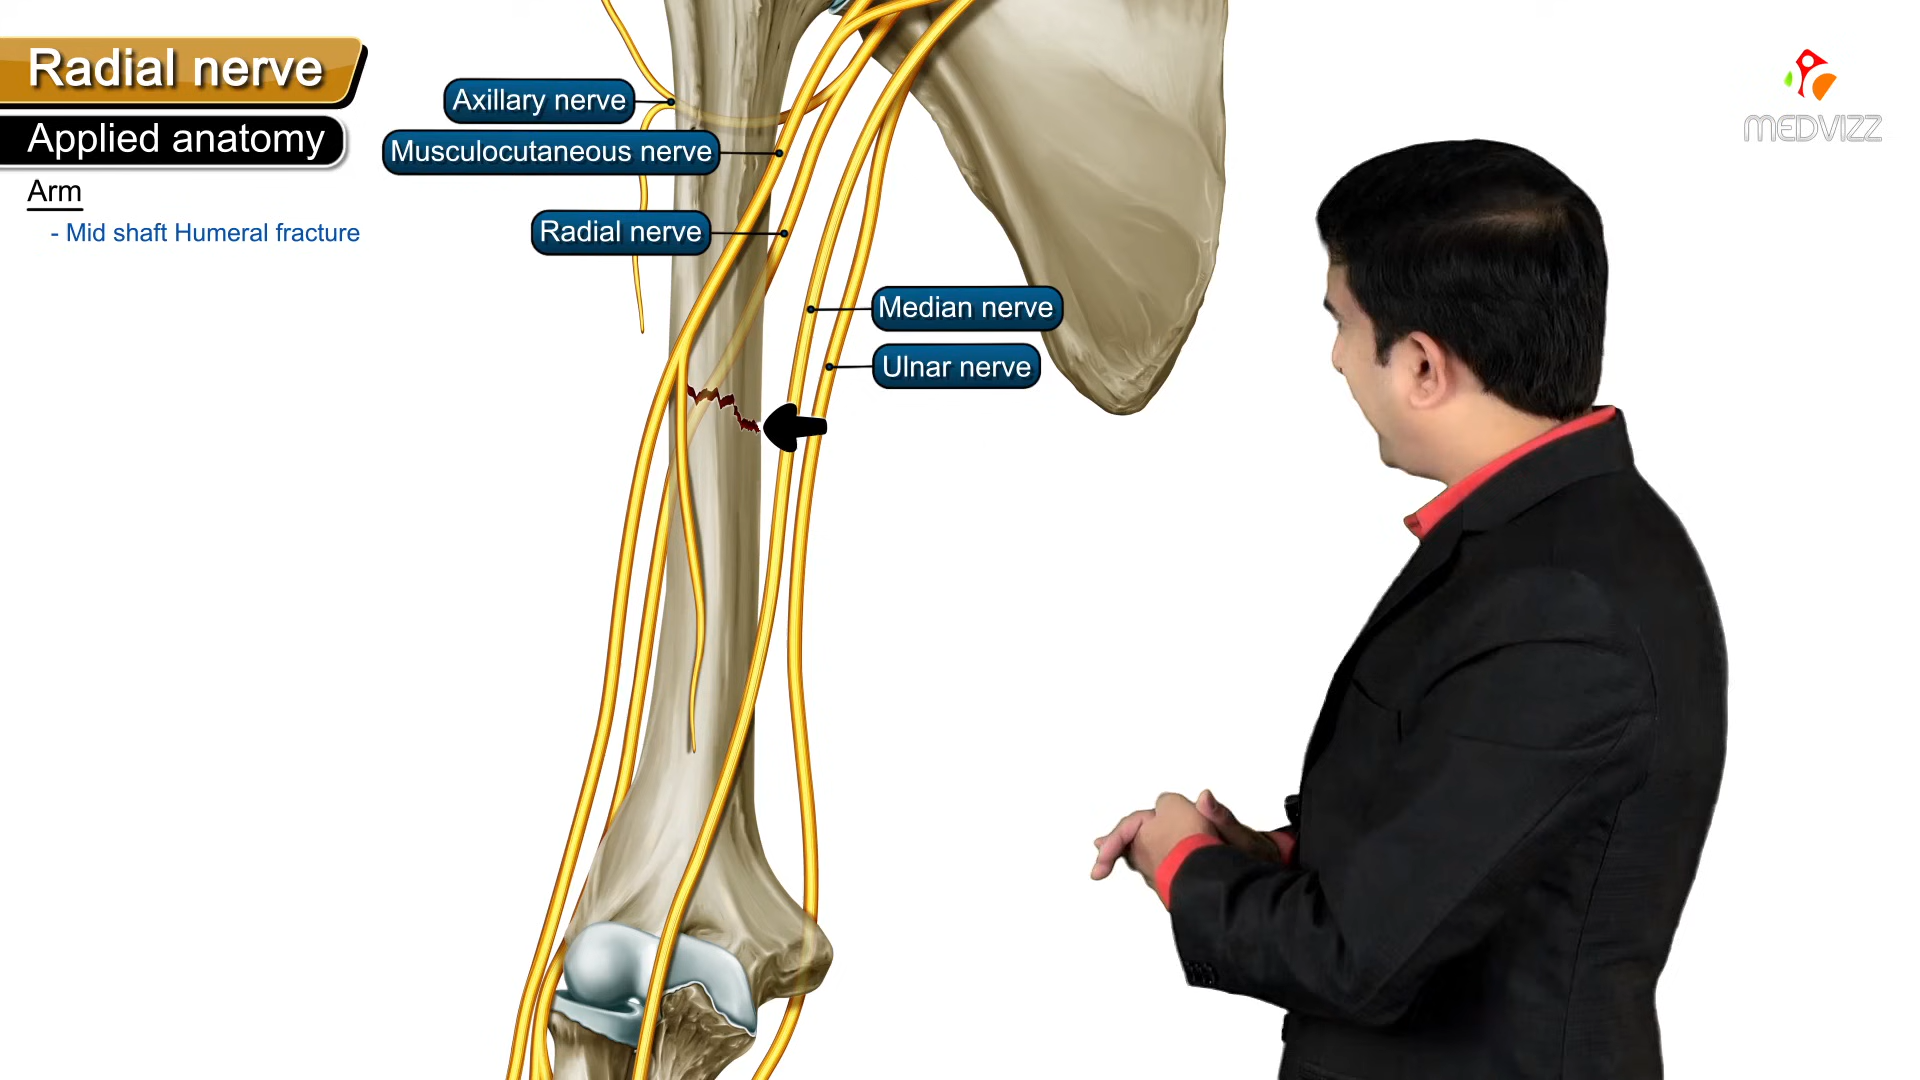 Radial nerve
Applied anatomy
Arm
- Mid shaft Humeral fracture
Axillary nerve
Musculocutaneous nerve
Radial nerve
Median nerve
Ulnar nerve
MEDVIZZ